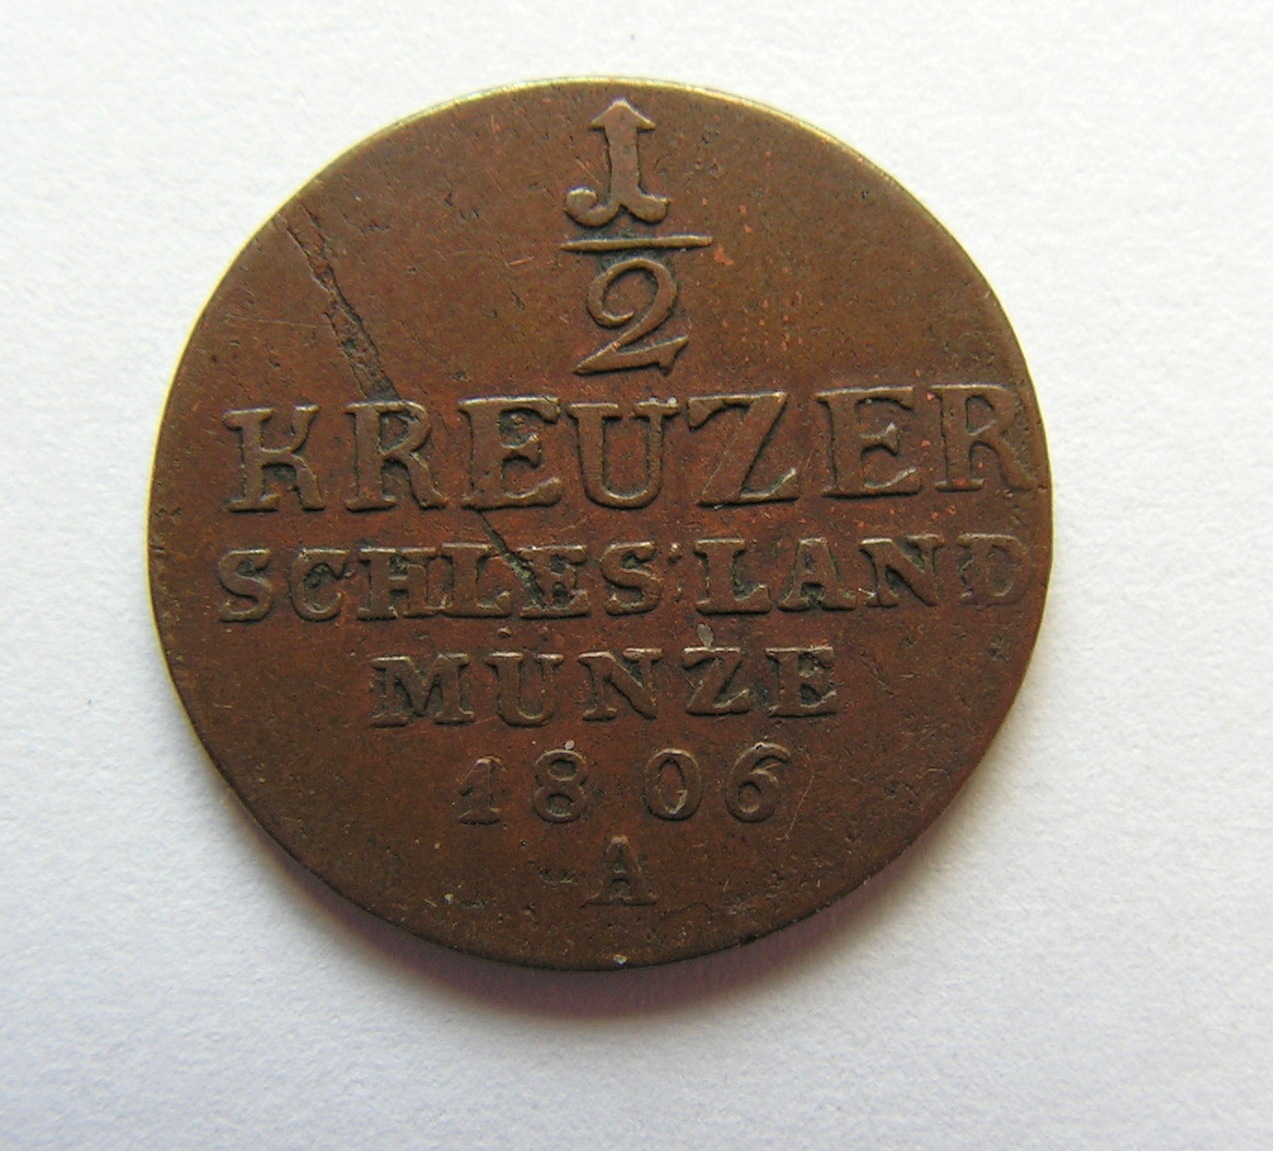 1/2
KREUZER
SCHLES:LAND
MÜNZE
1806
A